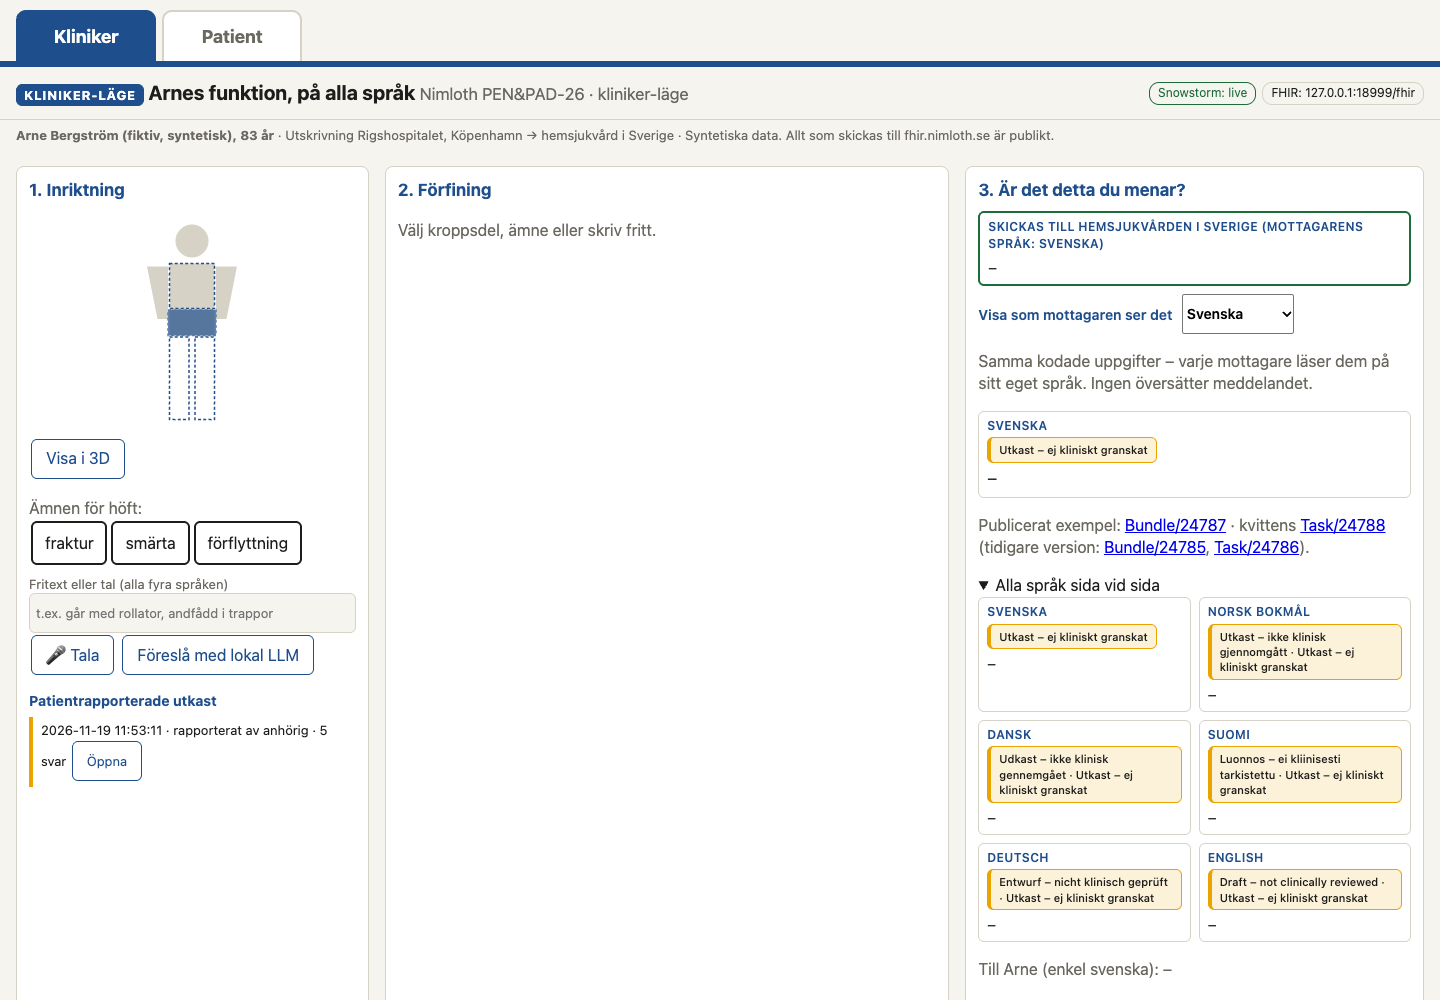 Kliniker
Patient
KLINIKER-LÄGE Arnes funktion, på alla språk Nimloth PEN&PAD-26 · kliniker-läge
Snowstorm: live
FHIR: 127.0.0.1:18999/fhir
Arne Bergström (fiktiv, syntetisk), 83 år · Utskrivning Rigshospitalet, Köpenhamn → hemsjukvård i Sverige · Syntetiska data. Allt som skickas till fhir.nimloth.se är publikt.
1. Inriktning
Visa i 3D
Ämnen för höft:
fraktur
smärta
förflyttning
Fritext eller tal (alla fyra språken)
t.ex. går med rollator, andfådd i trappor
🎤 Tala
Föreslå med lokal LLM
Patientrapporterade utkast
2026-11-19 11:53:11 · rapporterat av anhörig · 5
svar Öppna
2. Förfining
Välj kroppsdel, ämne eller skriv fritt.
3. Är det detta du menar?
SKICKAS TILL HEMSJUKVÅRDEN I SVERIGE (MOTTAGARENS
SPRÅK: SVENSKA)
–
Visa som mottagaren ser det Svenska
Samma kodade uppgifter – varje mottagare läser dem på
sitt eget språk. Ingen översätter meddelandet.
SVENSKA
Utkast – ej kliniskt granskat
–
Publicerat exempel: Bundle/24787 · kvittens Task/24788
(tidigare version: Bundle/24785, Task/24786).
▼ Alla språk sida vid sida
SVENSKA
Utkast – ej kliniskt granskat
–
NORSK BOKMÅL
Utkast – ikke klinisk
gjennomgått · Utkast – ej
kliniskt granskat
–
DANSK
Udkast – ikke klinisk
gennemgået · Utkast – ej
kliniskt granskat
–
SUOMI
Luonnos – ei kliinisesti
tarkistettu · Utkast – ej kliniskt
granskat
–
DEUTSCH
Entwurf – nicht klinisch geprüft
· Utkast – ej kliniskt granskat
–
ENGLISH
Draft – not clinically reviewed ·
Utkast – ej kliniskt granskat
–
Till Arne (enkel svenska): –